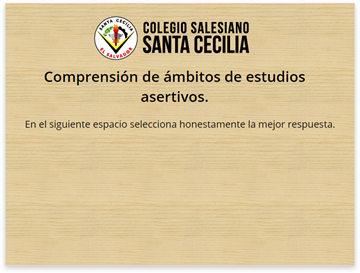 SANTA CECILIA
EL SALVADOR
COLEGIO SALESIANO
SANTA CECILIA
Comprensión de ámbitos de estudios
asertivos.
En el siguiente espacio selecciona honestamente la mejor respuesta.